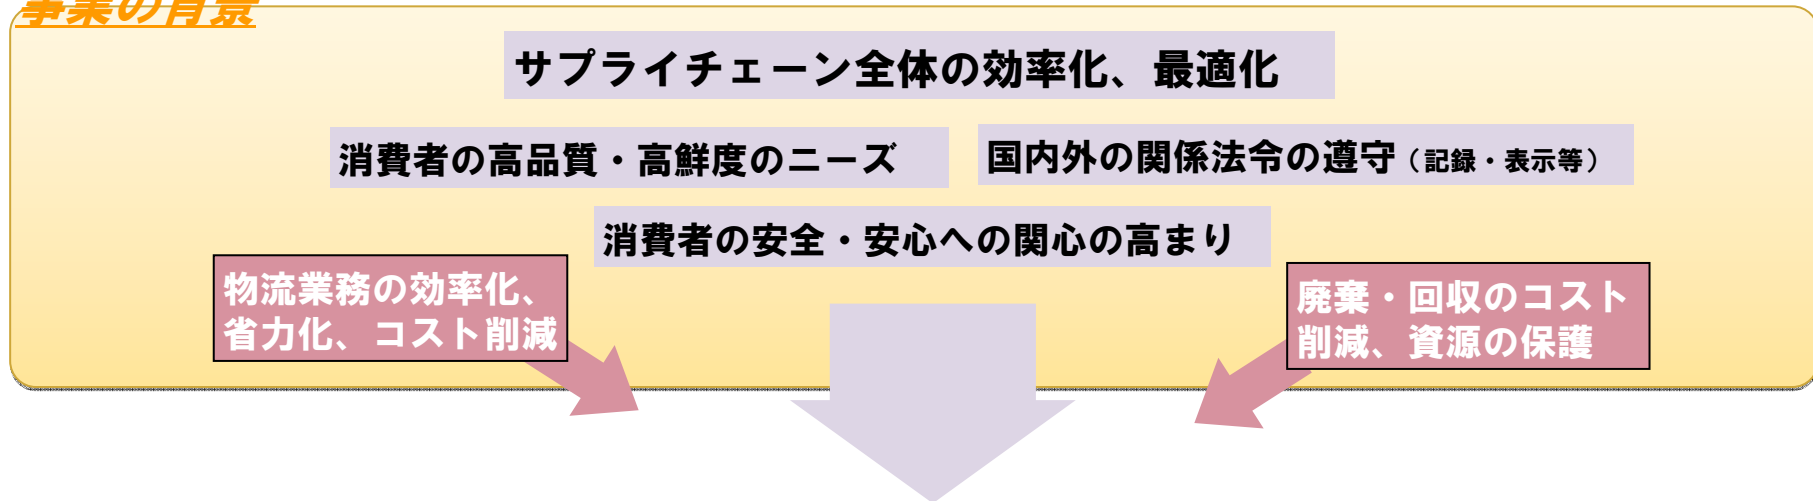 事業の背景
サプライチェーン全体の効率化、最適化
消費者の高品質・高鮮度のニーズ
国内外の関係法令の遵守（記録・表示等）
消費者の安全・安心への関心の高まり
物流業務の効率化、
省力化、コスト削減
廃棄・回収のコスト
削減、資源の保護